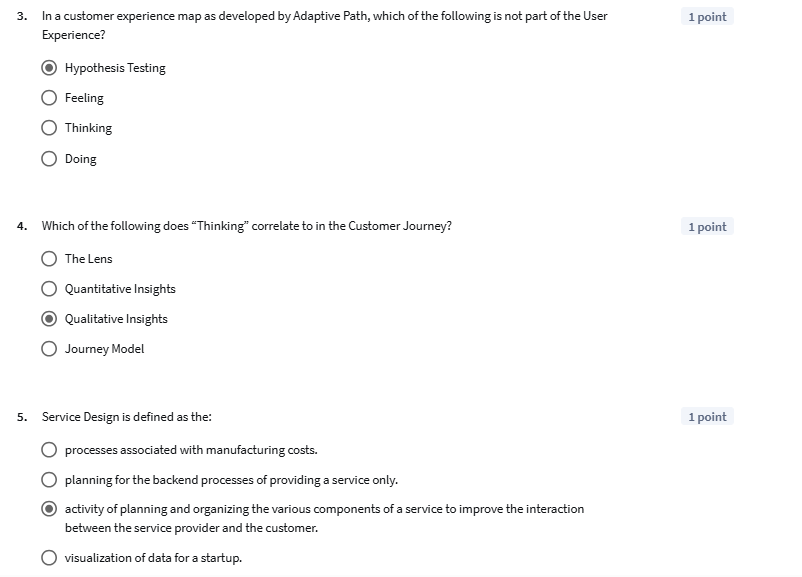 3. In a customer experience map as developed by Adaptive Path, which of the following is not part of the User 1 point
Experience?
Hypothesis Testing
Feeling
Thinking
Doing
4. Which of the following does “Thinking” correlate to in the Customer Journey? 1 point
The Lens
Quantitative Insights
Qualitative Insights
Journey Model
5. Service Design is defined as the: 1 point
processes associated with manufacturing costs.
planning for the backend processes of providing a service only.
activity of planning and organizing the various components of a service to improve the interaction
between the service provider and the customer.
visualization of data for a startup.